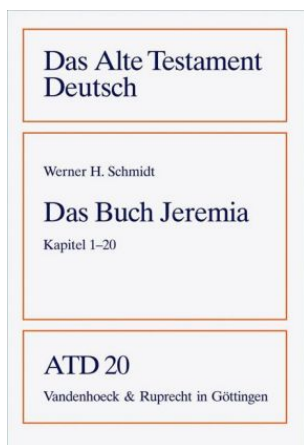 Das Alte Testament
Deutsch
Werner H. Schmidt
Das Buch Jeremia
Kapitel 1–20
ATD 20
Vandenhoeck & Ruprecht in Göttingen